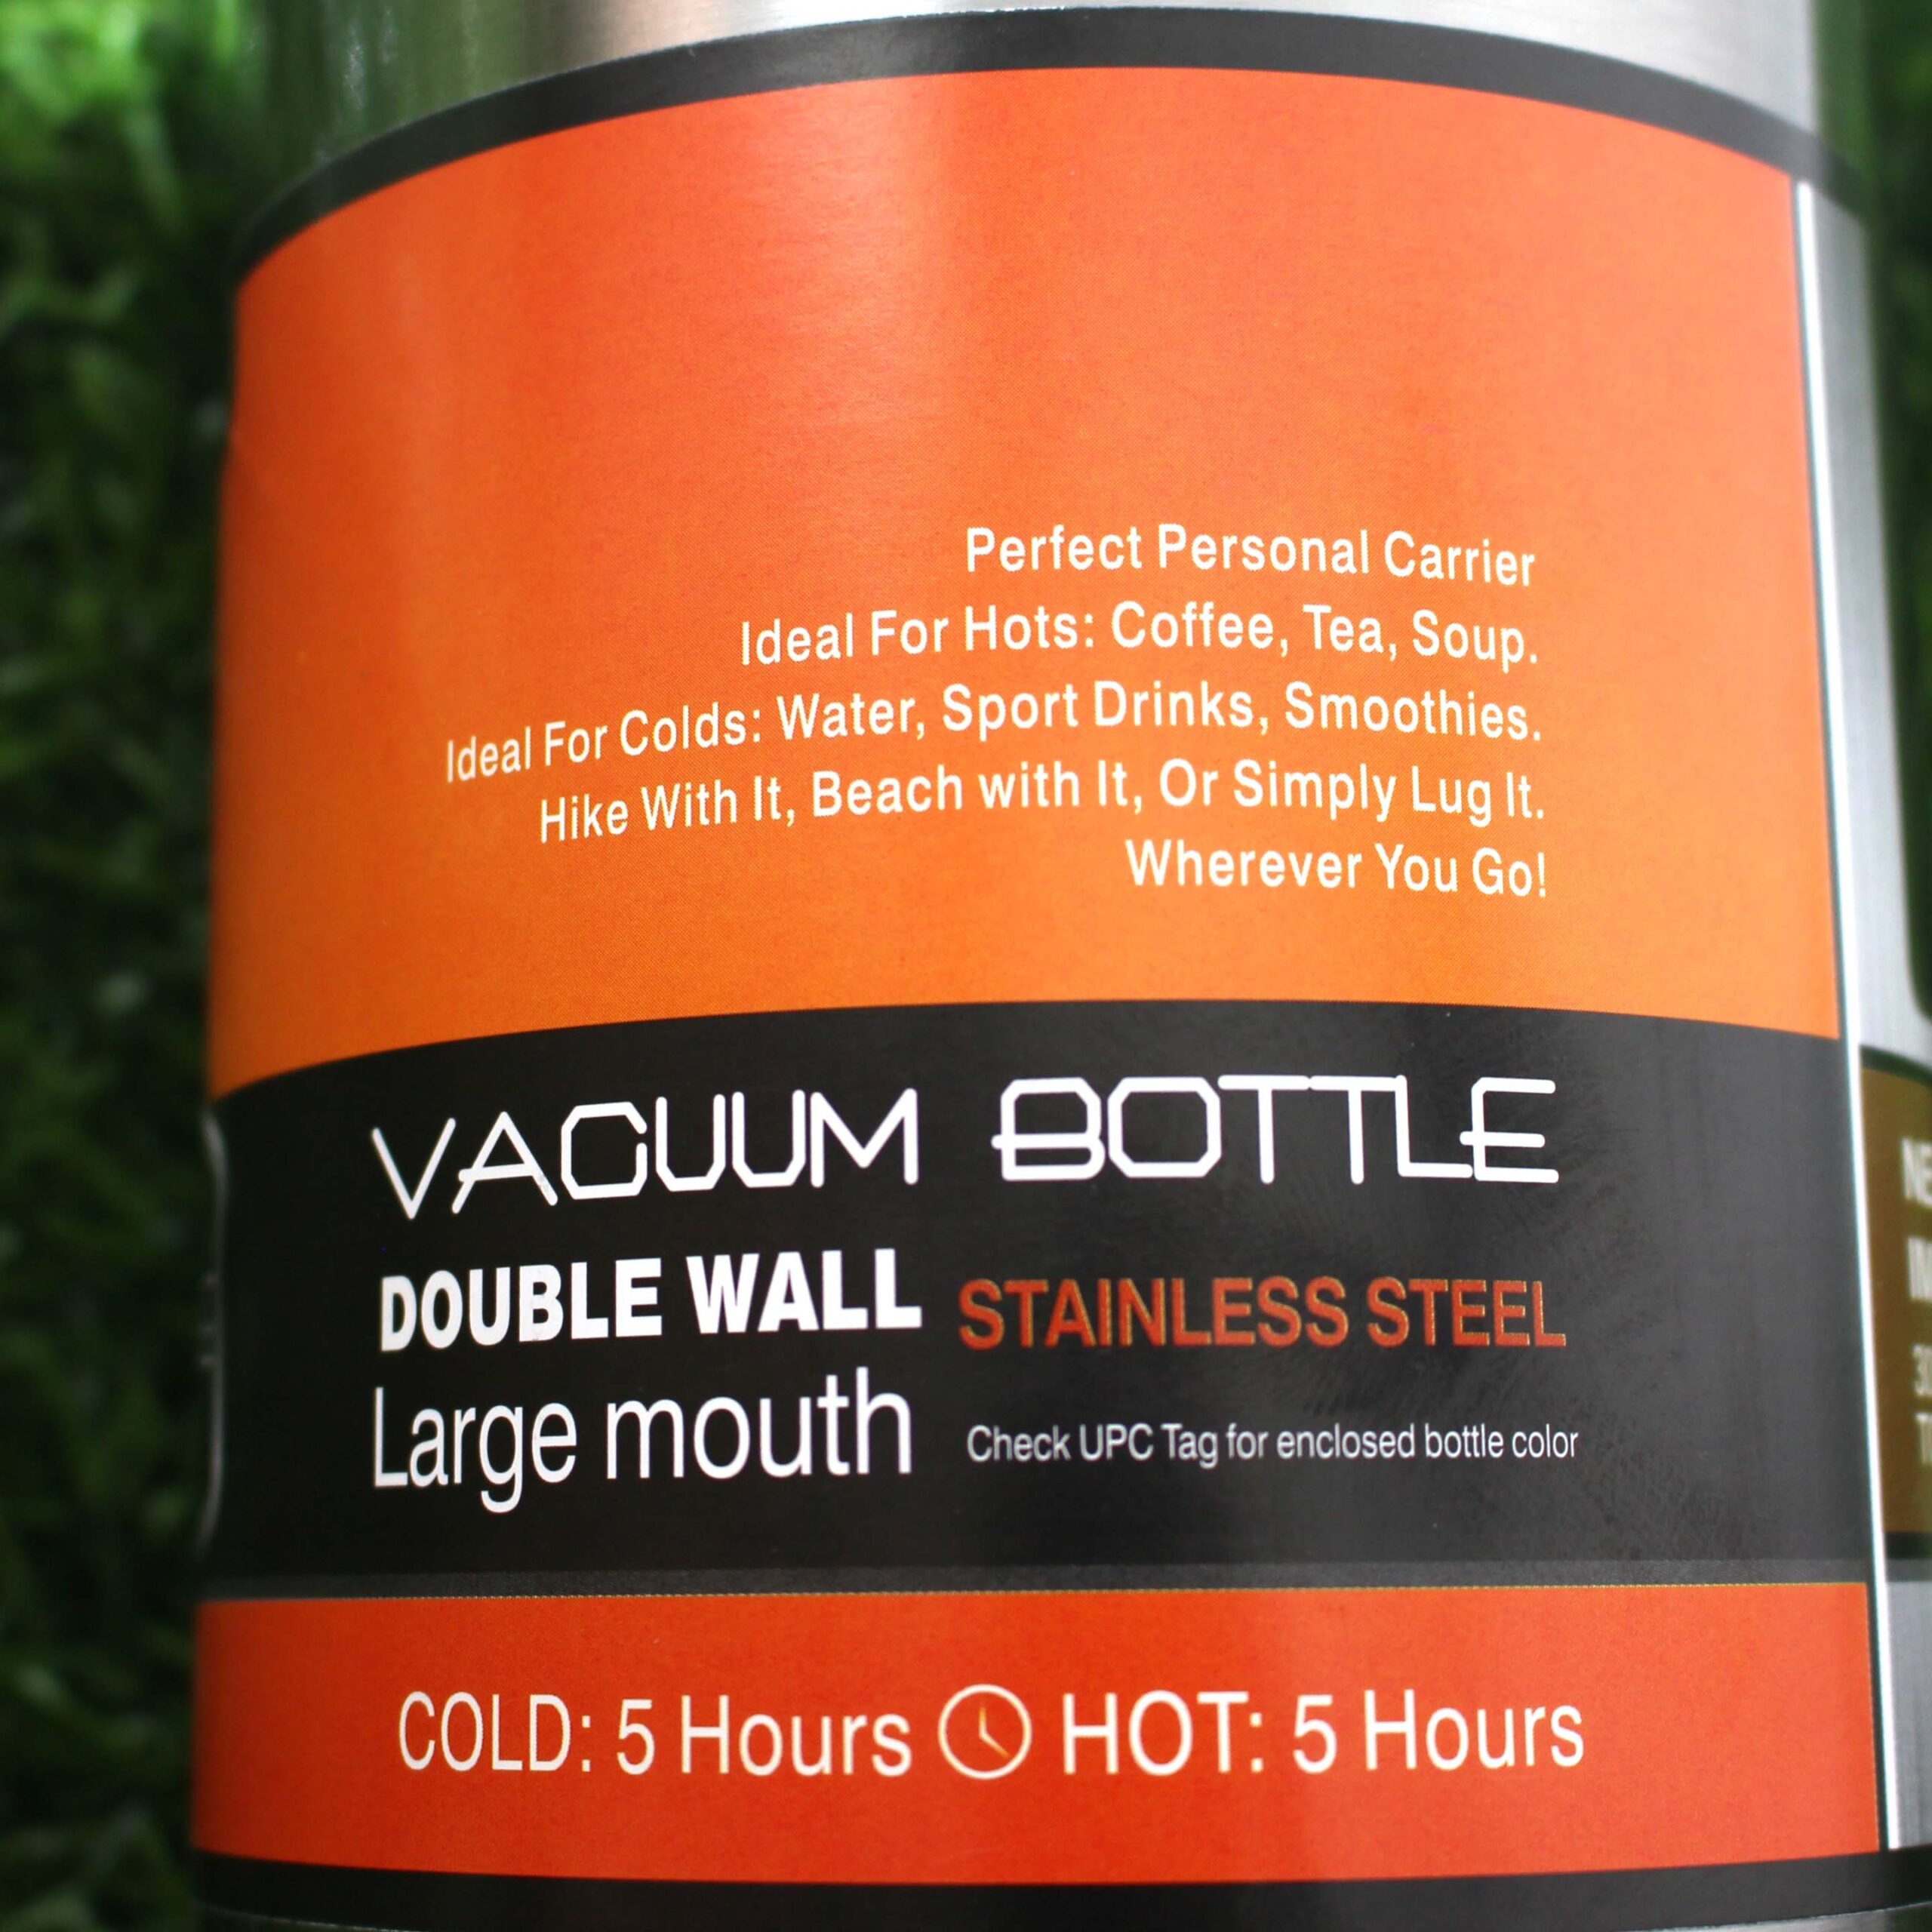 Perfect Personal Carrier
Ideal For Hots: Coffee, Tea, Soup.
Ideal For Colds: Water, Sport Drinks, Smoothies.
Hike With It, Beach with It, Or Simply Lug It.
Wherever You Go!
VACUUM BOTTLE
DOUBLE WALL STAINLESS STEEL
Large mouth Check UPC Tag for enclosed bottle color
COLD: 5 Hours HOT: 5 Hours